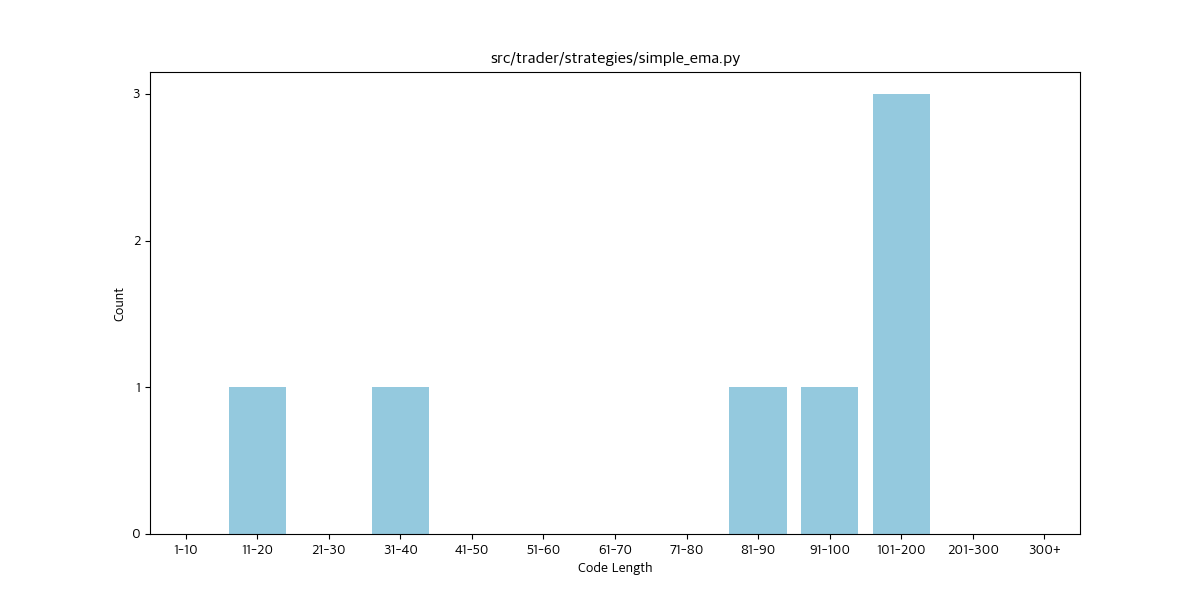 src/trader/strategies/simple_ema.py
3
2
1
0
Count
1-10 11-20 21-30 31-40 41-50 51-60 61-70 71-80 81-90 91-100 101-200 201-300 300+
Code Length